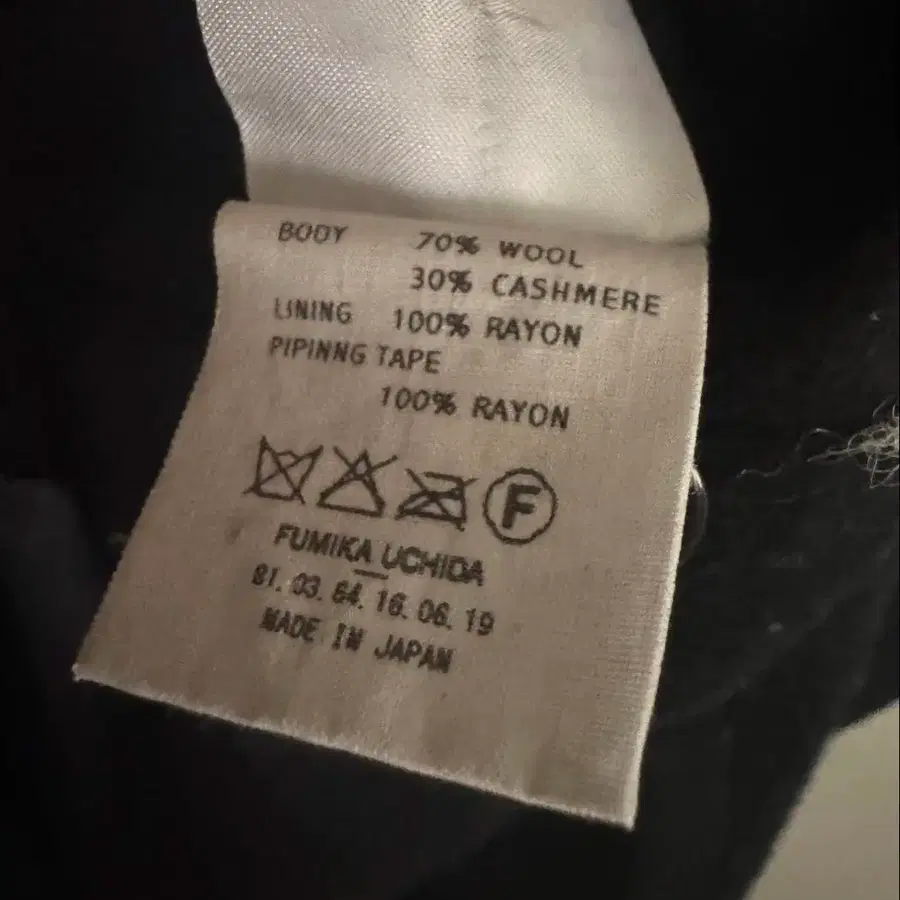 BODY 70% WOOL
30% CASHMERE
LINING 100% RAYON
PIPINNG TAPE
100% RAYON
F
FUMIKA UCHIDA
81. 03. 64. 16. 06. 19
MADE IN JAPAN